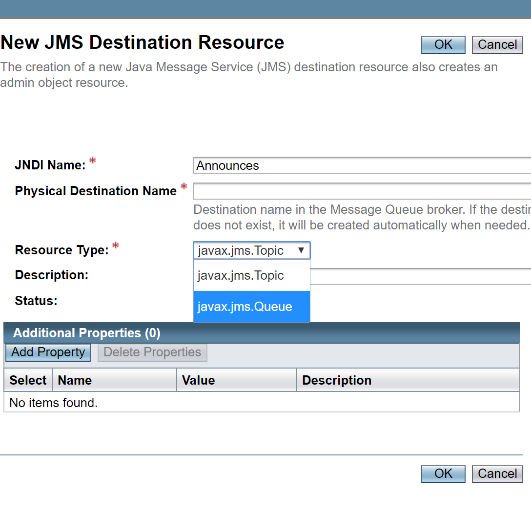 New JMS Destination Resource
OK Cancel
The creation of a new Java Message Service (JMS) destination resource also creates an
admin object resource.
JNDI Name: * Announces
Physical Destination Name *
Destination name in the Message Queue broker. If the
does not exist, it will be created automatically when needed.
Resource Type: * javax.jms.Topic
Description: javax.jms.Topic
Status: javax.jms.Queue
Additional Properties (0)
Add Property Delete Properties
Select Name Value Description
No items found.
OK Cancel